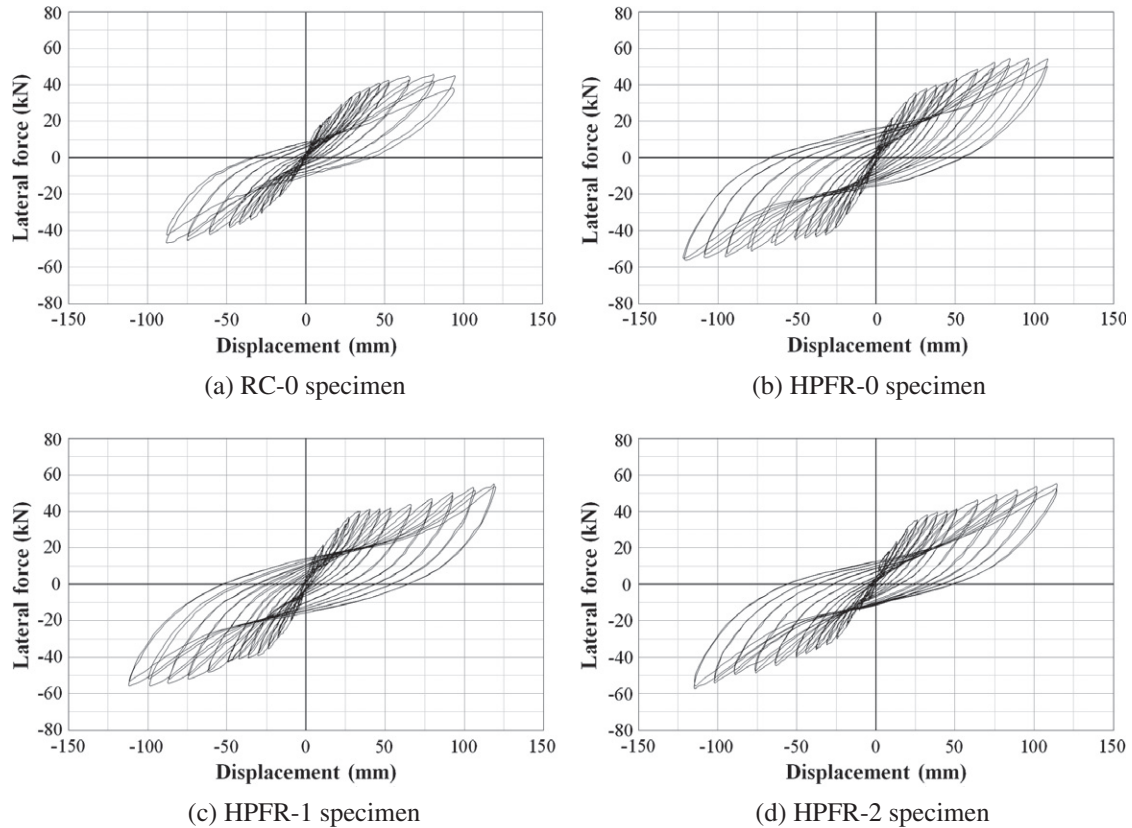 80
60
40
20
0
-20
-40
-60
-80
Lateral force (kN)
-150 -100 -50 0 50 100 150
Displacement (mm)
(a) RC-0 specimen
80
60
40
20
0
-20
-40
-60
-80
Lateral force (kN)
-150 -100 -50 0 50 100 150
Displacement (mm)
(b) HPFR-0 specimen
80
60
40
20
0
-20
-40
-60
-80
Lateral force (kN)
-150 -100 -50 0 50 100 150
Displacement (mm)
(c) HPFR-1 specimen
80
60
40
20
0
-20
-40
-60
-80
Lateral force (kN)
-150 -100 -50 0 50 100 150
Displacement (mm)
(d) HPFR-2 specimen